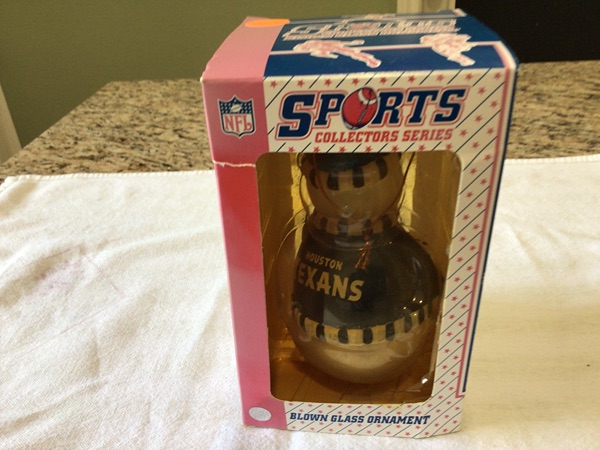 NFL
SPORTS
COLLECTORS SERIES
HOUSTON
EXANS
BLOWN GLASS ORNAMENT